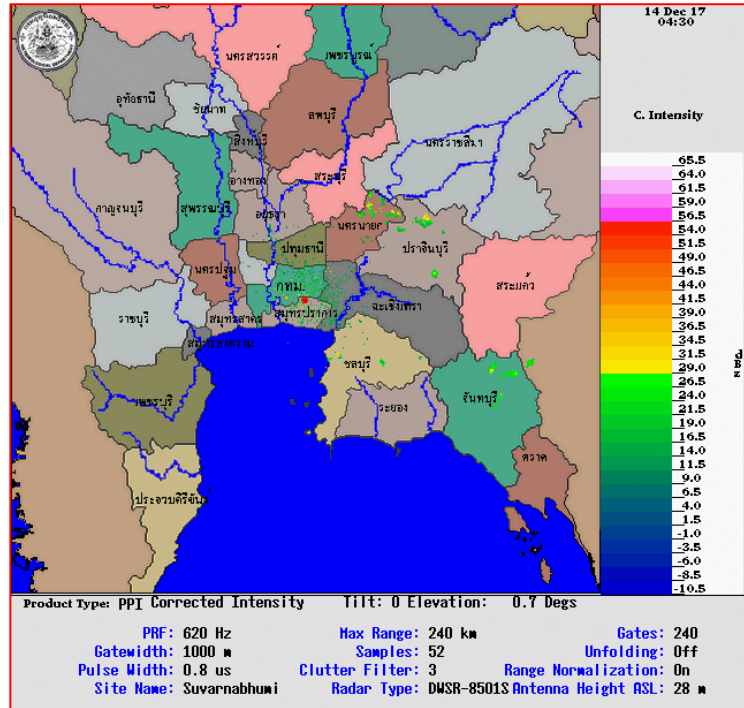 14 Dec 17
04:30
C. Intensity
นครสวรรค์
เพชรบูรณ์
อุทัยธานี
ชัยนาท
ลพบุรี
สิงห์บุรี
นครราชสีมา
อ่างทอง
สระบุรี
กาญจนบุรี
สุพรรณบุรี
อยุธยา
นครนายก
ปทุมธานี
ปราจีนบุรี
นครปฐม
กทม.
สระแก้ว
ราชบุรี
สมุทรสาคร
สมุทรปราการ
ฉะเชิงเทรา
สมุทรสงคราม
ชลบุรี
เพชรบุรี
ระยอง
จันทบุรี
ตราด
ประจวบคีรีขันธ์
65.5
64.0
61.5
59.0
56.5
54.0
51.5
49.0
46.5
44.0
41.5
39.0
36.5
34.0
31.5
29.0
26.5
24.0
21.5
19.0
16.5
14.0
11.5
9.0
6.5
4.0
1.5
-1.0
-3.5
-6.0
-8.5
-10.5
Product Type: PPI Corrected Intensity Tilt: 0 Elevation: 0.7 Degs
PRF: 620 Hz Max Range: 240 km Gates: 240
Gatewidth: 1000 m Samples: 52 Unfolding: Off
Pulse Width: 0.8 us Clutter Filter: 3 Range Normalization: On
Site Name: Suvarnabhumi Radar Type: DWSR-8501S Antenna Height ASL: 28 m